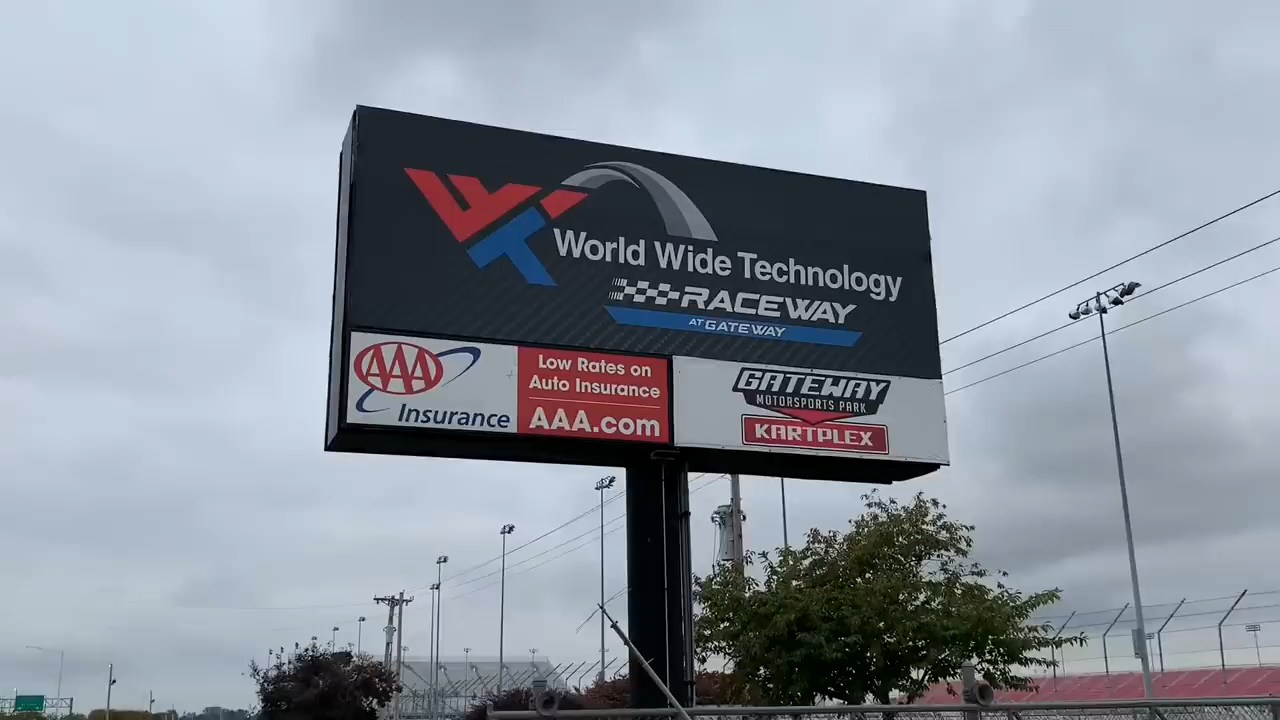 WWT
World Wide Technology
RACEWAY
AT GATEWAY
AAA
Insurance
Low Rates on
Auto Insurance
AAA.com
GATEWAY
MOTORSPORTS PARK
KARTPLEX